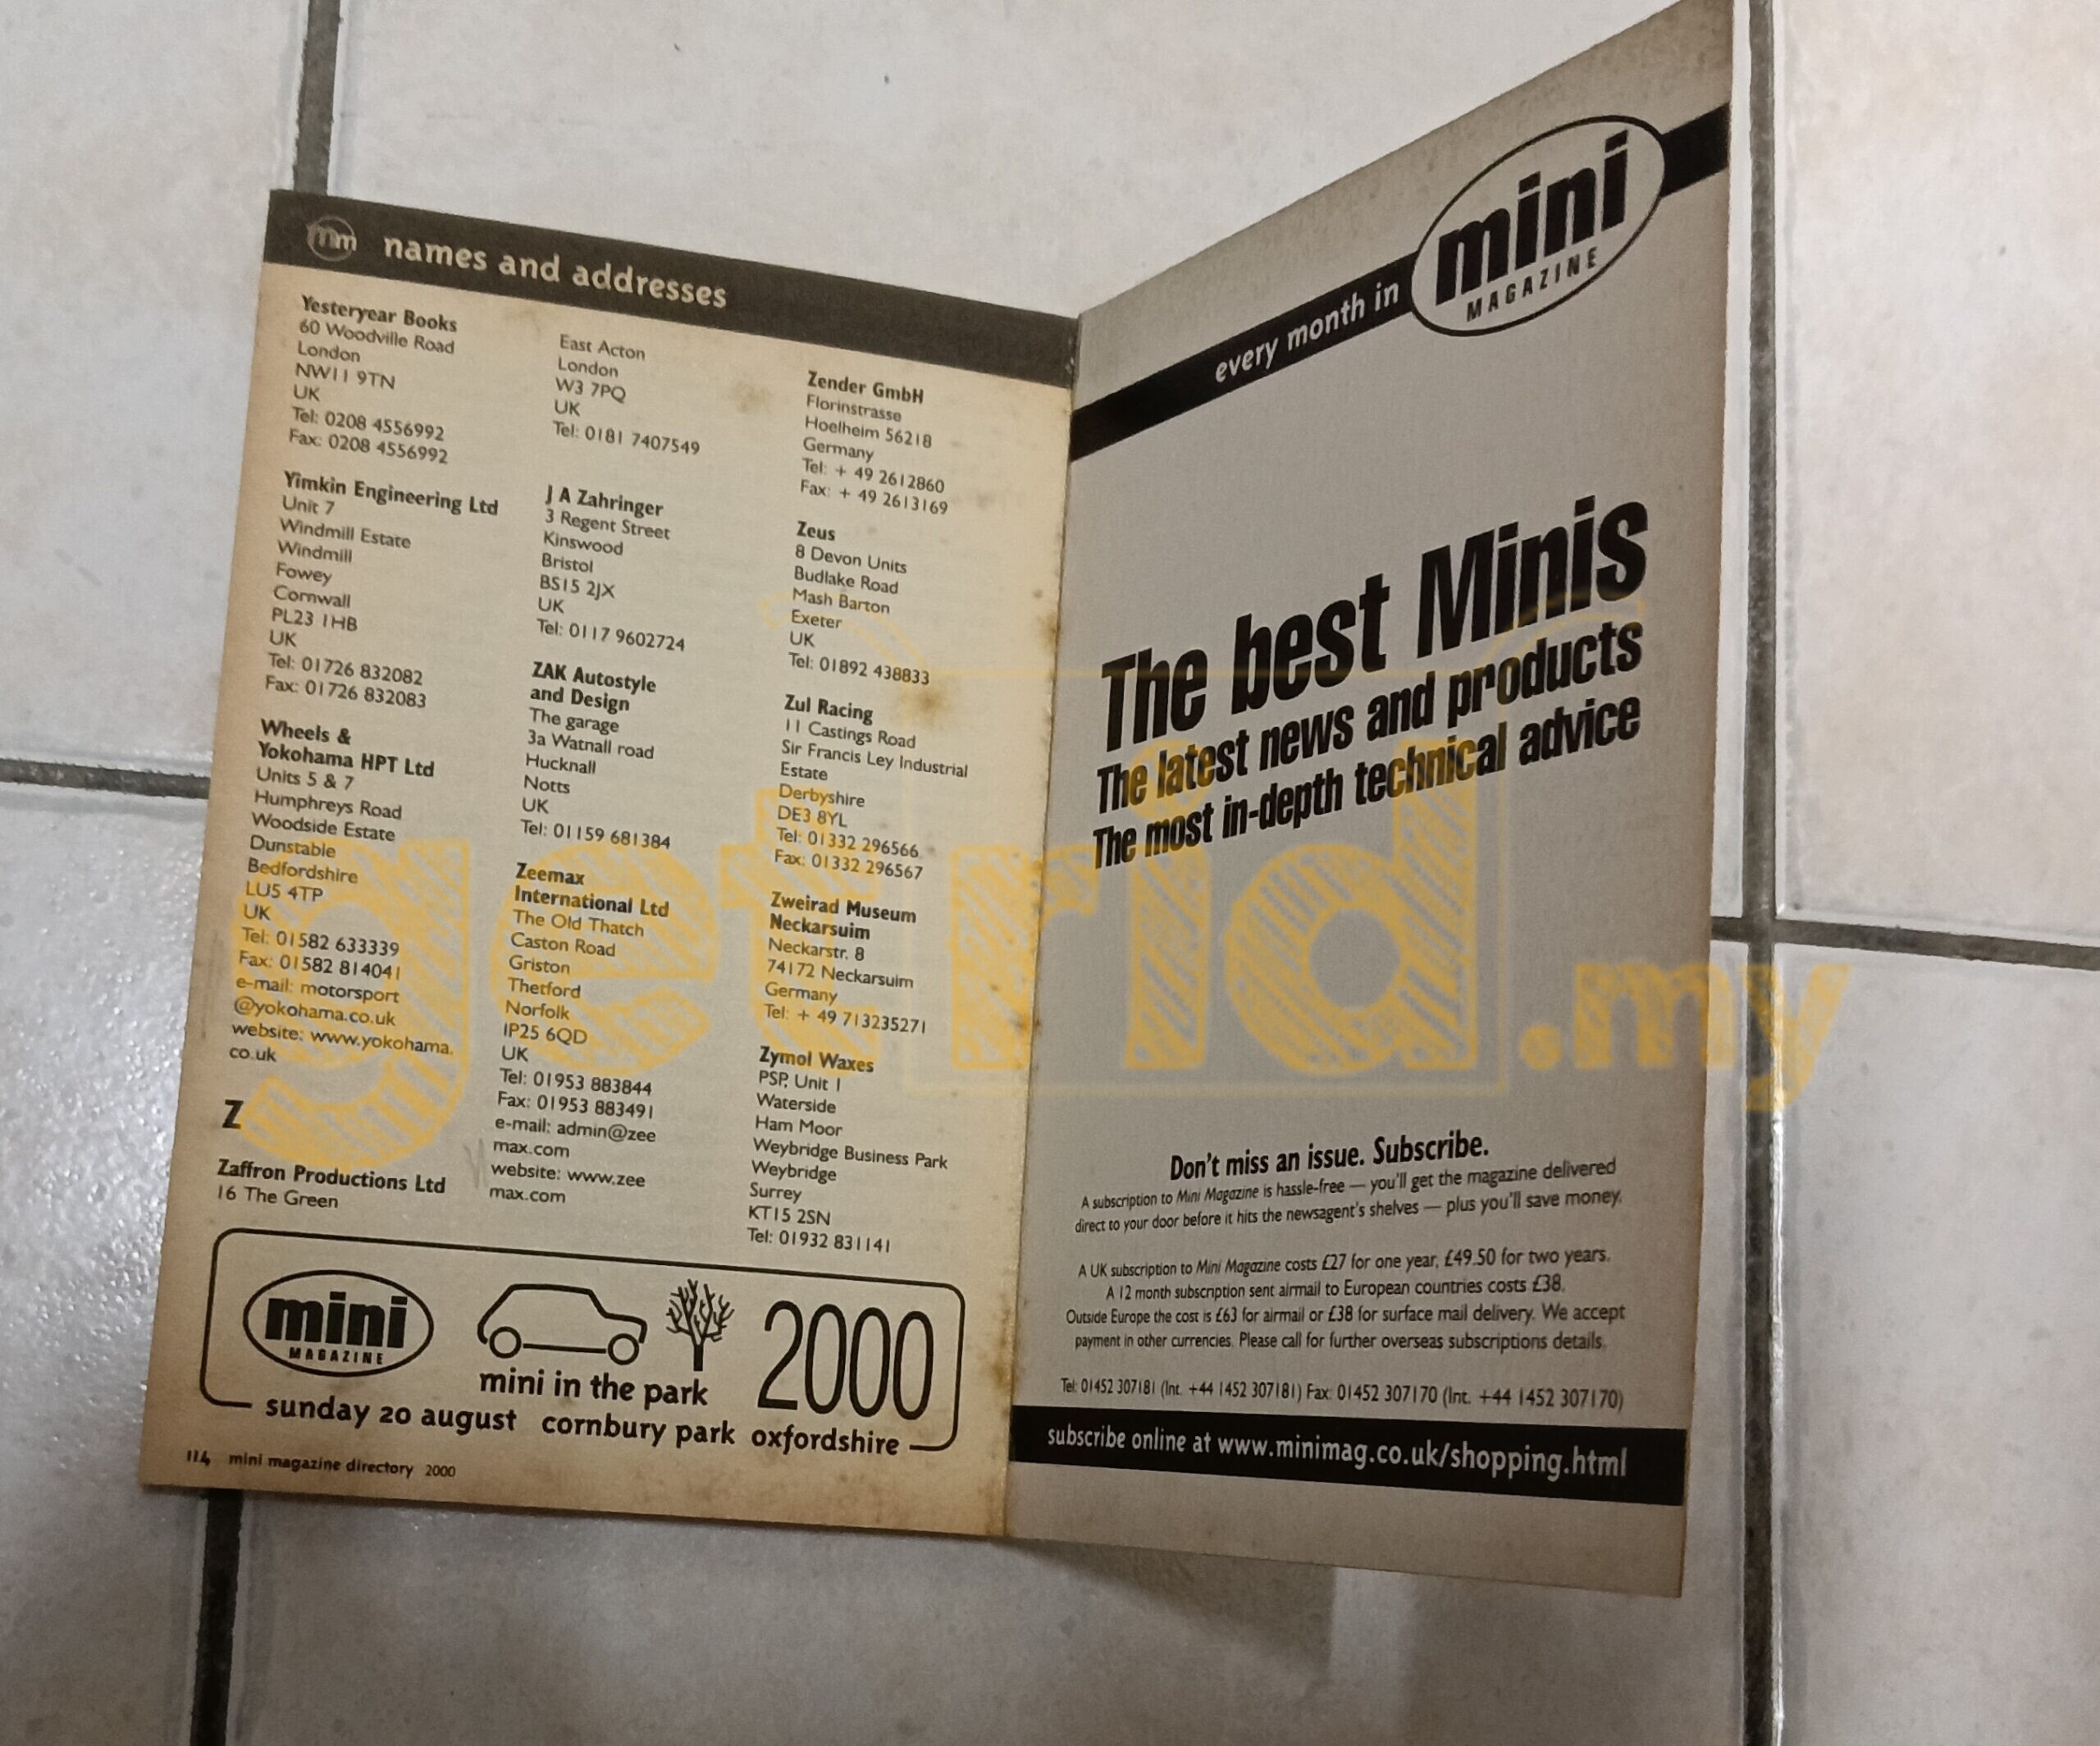 mm names and addresses
Yesteryear Books
60 Woodville Road
London
NW11 9TN
UK
Tel: 0208 4556992
Fax: 0208 4556992
Yimkin Engineering Ltd
Unit 7
Windmill Estate
Windmill
Fowey
Cornwall
PL23 1HB
UK
Tel: 01726 832082
Fax: 01726 832083
Wheels &
Yokohama HPT Ltd
Units 5 & 7
Humphreys Road
Woodside Estate
Dunstable
Bedfordshire
LU5 4TP
UK
Tel: 01582 633339
Fax: 01582 814041
e-mail: motorsport
@yokohama.co.uk
website: www.yokohama.
co.uk
Z
Zaffron Productions Ltd
16 The Green
East Acton
London
W3 7PQ
UK
Tel: 0181 7407549
J A Zahringer
3 Regent Street
Kinswood
Bristol
BS15 2JX
UK
Tel: 0117 9602724
ZAK Autostyle
and Design
The garage
3a Watnall road
Hucknall
Notts
UK
Tel: 01159 681384
Zeemax
International Ltd
The Old Thatch
Caston Road
Griston
Thetford
Norfolk
IP25 6QD
UK
Tel: 01953 883844
Fax: 01953 883491
e-mail: admin@zee
max.com
website: www.zee
max.com
Zender GmbH
Florinstrasse
Hoelheim 56218
Germany
Tel: + 49 2612860
Fax: + 49 2613169
Zeus
8 Devon Units
Budlake Road
Mash Barton
Exeter
UK
Tel: 01892 438833
Zul Racing
11 Castings Road
Sir Francis Ley Industrial
Estate
Derbyshire
DE3 8YL
Tel: 01332 296566
Fax: 01332 296567
Zweirad Museum
Neckarsuim
Neckarstr. 8
74172 Neckarsuim
Germany
Tel: + 49 713235271
Zymol Waxes
PSP, Unit 1
Waterside
Ham Moor
Weybridge Business Park
Weybridge
Surrey
KT15 2SN
Tel: 01932 831141
mini
MAGAZINE
mini in the park
2000
sunday 20 august cornbury park oxfordshire
114 mini magazine directory 2000
every month in
mini
MAGAZINE
The best Minis
The latest news and products
The most in-depth technical advice
Don't miss an issue. Subscribe.
A subscription to Mini Magazine is hassle-free — you'll get the magazine delivered
direct to your door before it hits the newsagent's shelves — plus you'll save money.
A UK subscription to Mini Magazine costs £27 for one year, £49.50 for two years.
A 12 month subscription sent airmail to European countries costs £38.
Outside Europe the cost is £63 for airmail or £38 for surface mail delivery. We accept
payment in other currencies. Please call for further overseas subscriptions details.
Tel: 01452 307181 (Int. +44 1452 307181) Fax: 01452 307170 (Int. +44 1452 307170)
subscribe online at www.minimag.co.uk/shopping.html
getrid.my